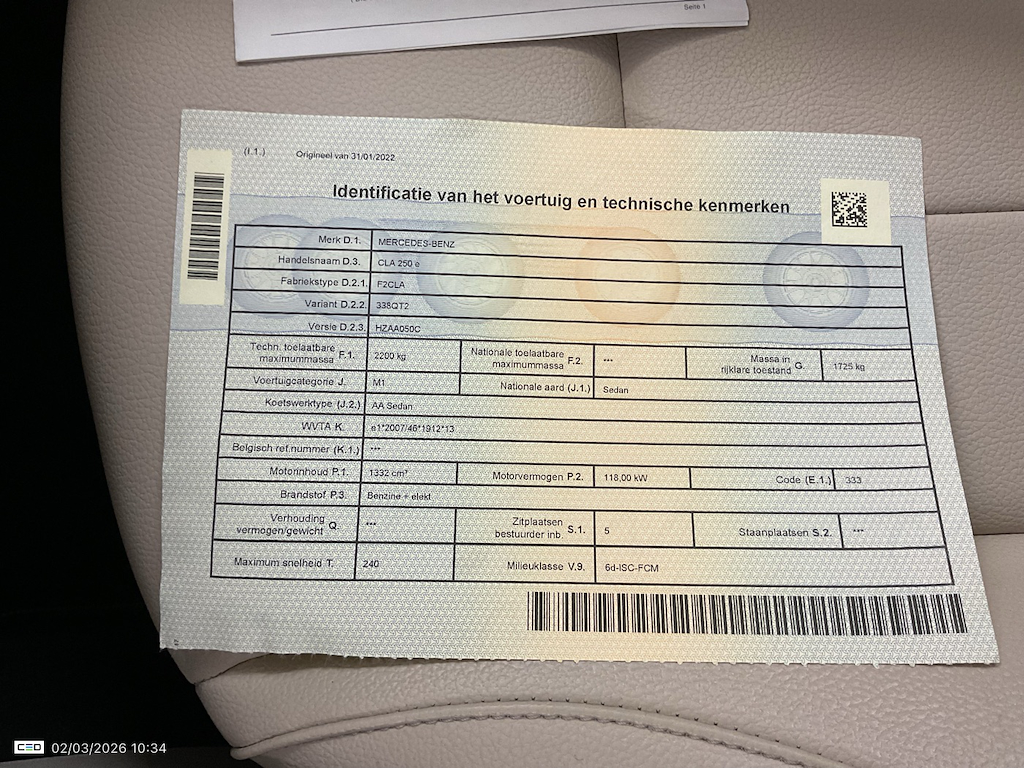 Seite 1
(I.1.) Origineel van 31/01/2022
Identificatie van het voertuig en technische kenmerken
Merk D.1. MERCEDES-BENZ
Handelsnaam D.3. CLA 250 e
Fabriekstype D.2.1. F2CLA
Variant D.2.2. 338QT2
Versie D.2.3. HZAA050C
Techn. toelaatbare maximummassa F.1. 2200 kg Nationale toelaatbare maximummassa F.2. *** Massa in rijklare toestand G. 1725 kg
Voertuigcategorie J. M1 Nationale aard (J.1.) Sedan
Koetswerktype (J.2.) AA Sedan
WVTA K. e1*2007/46*1912*13
Belgisch ref.nummer (K.1.) ***
Motorinhoud P.1. 1332 cm³ Motorvermogen P.2. 118,00 kW Code (E.1.) 333
Brandstof P.3. Benzine + elekt
Verhouding vermogen/gewicht Q. *** Zitplaatsen bestuurder inb. S.1. 5 Staanplaatsen S.2. ***
Maximum snelheid T. 240 Milieuklasse V.9. 6d-ISC-FCM
CEO 02/03/2026 10:34